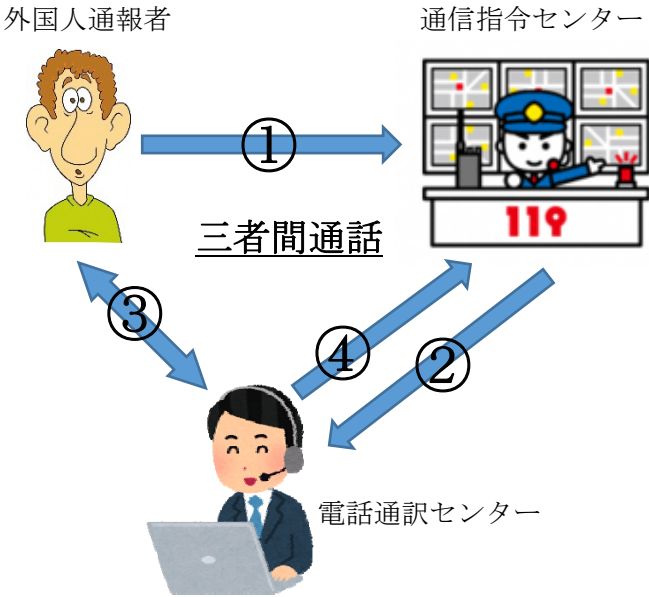 外国人通報者
通信指令センター
①
119
三者間通話
③
④
②
電話通訳センター